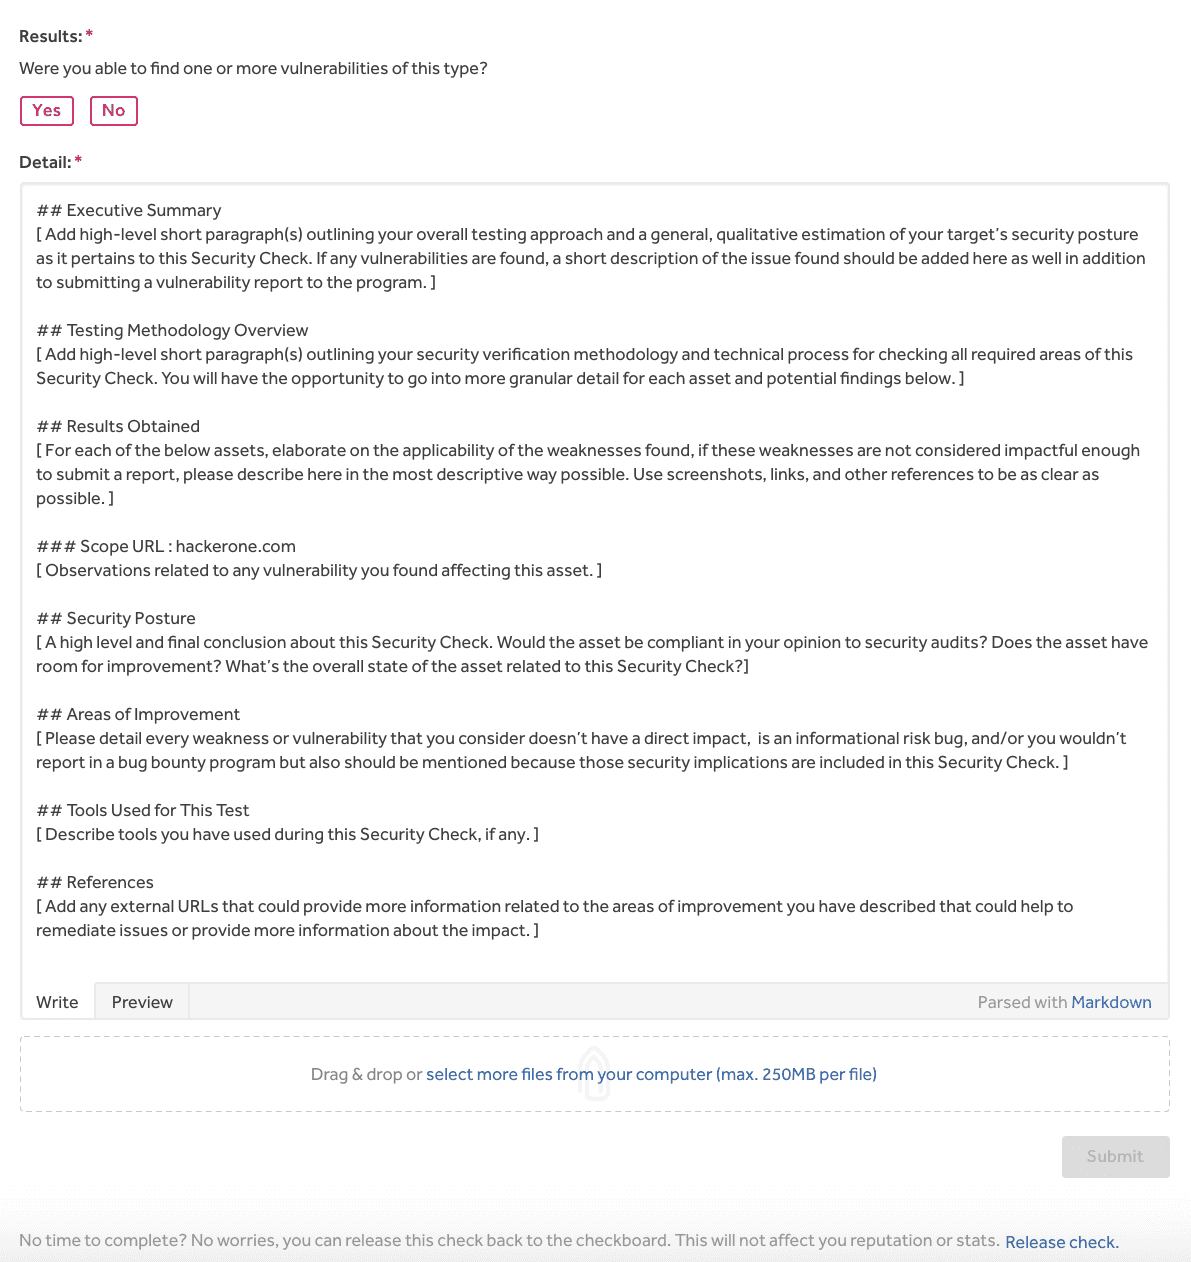 Results: *
Were you able to find one or more vulnerabilities of this type?
Yes No
Detail: *
## Executive Summary
[ Add high-level short paragraph(s) outlining your overall testing approach and a general, qualitative estimation of your target's security posture
as it pertains to this Security Check. If any vulnerabilities are found, a short description of the issue found should be added here as well in addition
to submitting a vulnerability report to the program. ]
## Testing Methodology Overview
[ Add high-level short paragraph(s) outlining your security verification methodology and technical process for checking all required areas of this
Security Check. You will have the opportunity to go into more granular detail for each asset and potential findings below. ]
## Results Obtained
[ For each of the below assets, elaborate on the applicability of the weaknesses found, if these weaknesses are not considered impactful enough
to submit a report, please describe here in the most descriptive way possible. Use screenshots, links, and other references to be as clear as
possible. ]
### Scope URL : hackerone.com
[ Observations related to any vulnerability you found affecting this asset. ]
## Security Posture
[ A high level and final conclusion about this Security Check. Would the asset be compliant in your opinion to security audits? Does the asset have
room for improvement? What's the overall state of the asset related to this Security Check?]
## Areas of Improvement
[ Please detail every weakness or vulnerability that you consider doesn't have a direct impact,  is an informational risk bug, and/or you wouldn't
report in a bug bounty program but also should be mentioned because those security implications are included in this Security Check. ]
## Tools Used for This Test
[ Describe tools you have used during this Security Check, if any. ]
## References
[ Add any external URLs that could provide more information related to the areas of improvement you have described that could help to
remediate issues or provide more information about the impact. ]
Write Preview Parsed with Markdown
Drag & drop or select more files from your computer (max. 250MB per file)
Submit
No time to complete? No worries, you can release this check back to the checkboard. This will not affect you reputation or stats. Release check.